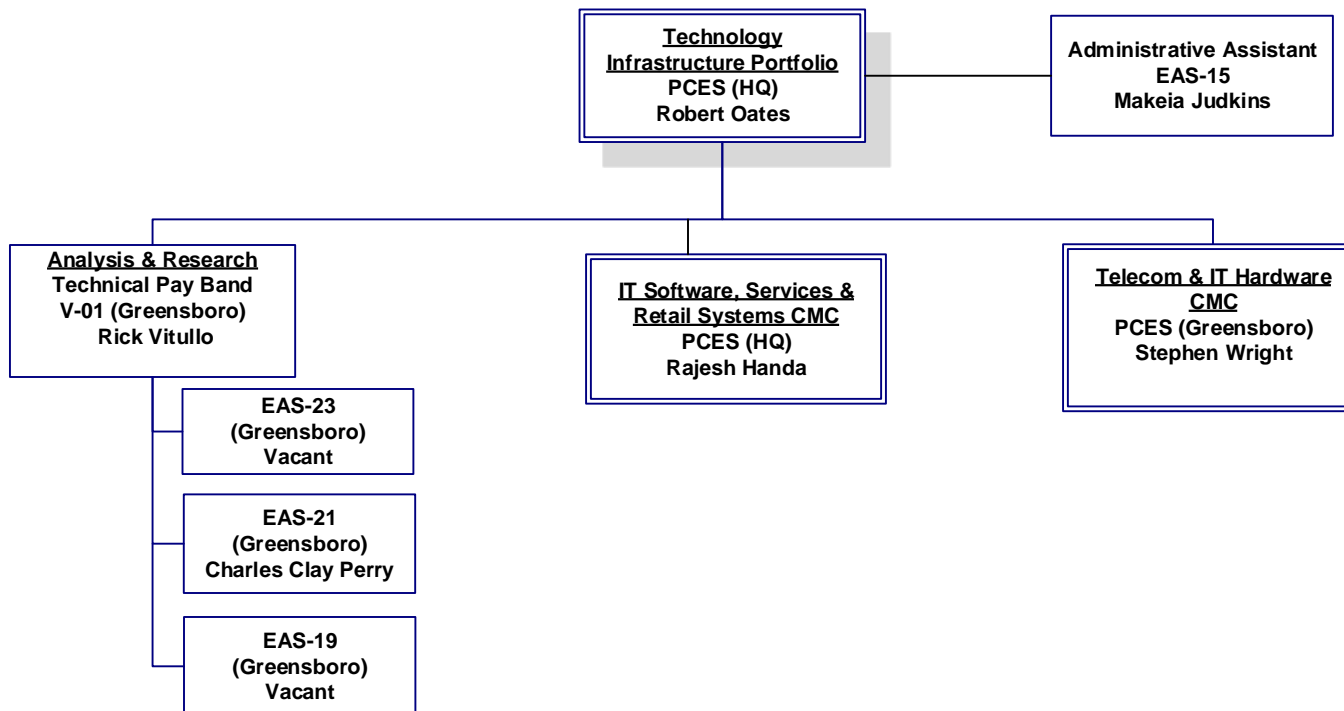 Technology
Infrastructure Portfolio
PCES (HQ)
Robert Oates
Administrative Assistant
EAS-15
Makeia Judkins
Analysis & Research
Technical Pay Band
V-01 (Greensboro)
Rick Vitullo
IT Software, Services &
Retail Systems CMC
PCES (HQ)
Rajesh Handa
Telecom & IT Hardware
CMC
PCES (Greensboro)
Stephen Wright
EAS-23
(Greensboro)
Vacant
EAS-21
(Greensboro)
Charles Clay Perry
EAS-19
(Greensboro)
Vacant